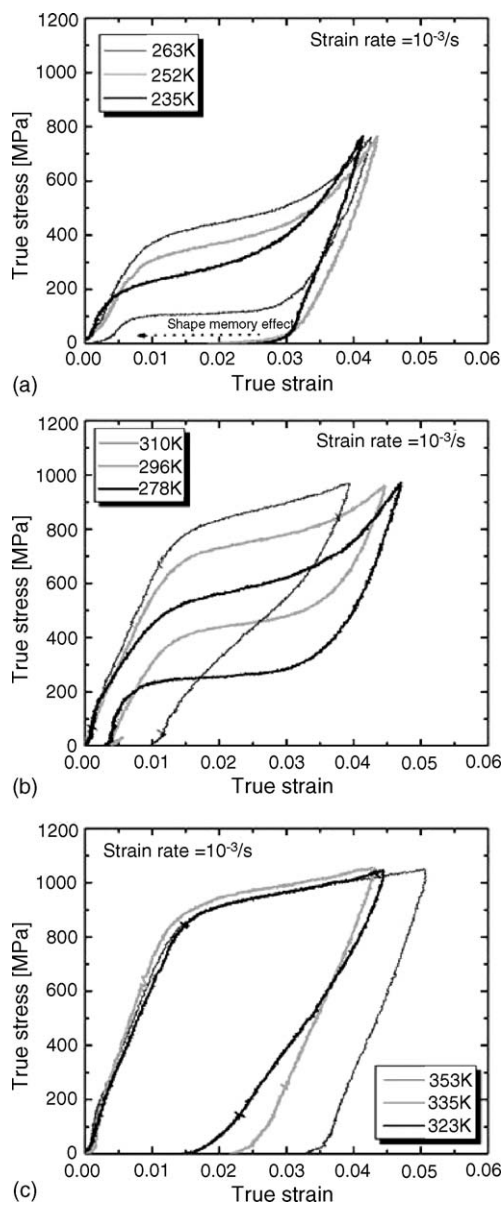 Strain rate =10⁻³/s
263K
252K
235K
1200
1000
800
600
400
200
0
True stress [MPa]
Shape memory effect
0.00 0.01 0.02 0.03 0.04 0.05 0.06
True strain
(a)
310K
296K
278K
Strain rate =10⁻³/s
1200
1000
800
600
400
200
0
True stress [MPa]
0.00 0.01 0.02 0.03 0.04 0.05 0.06
True strain
(b)
Strain rate =10⁻³/s
1200
1000
800
600
400
200
0
True stress [MPa]
353K
335K
323K
0.00 0.01 0.02 0.03 0.04 0.05 0.06
True strain
(c)